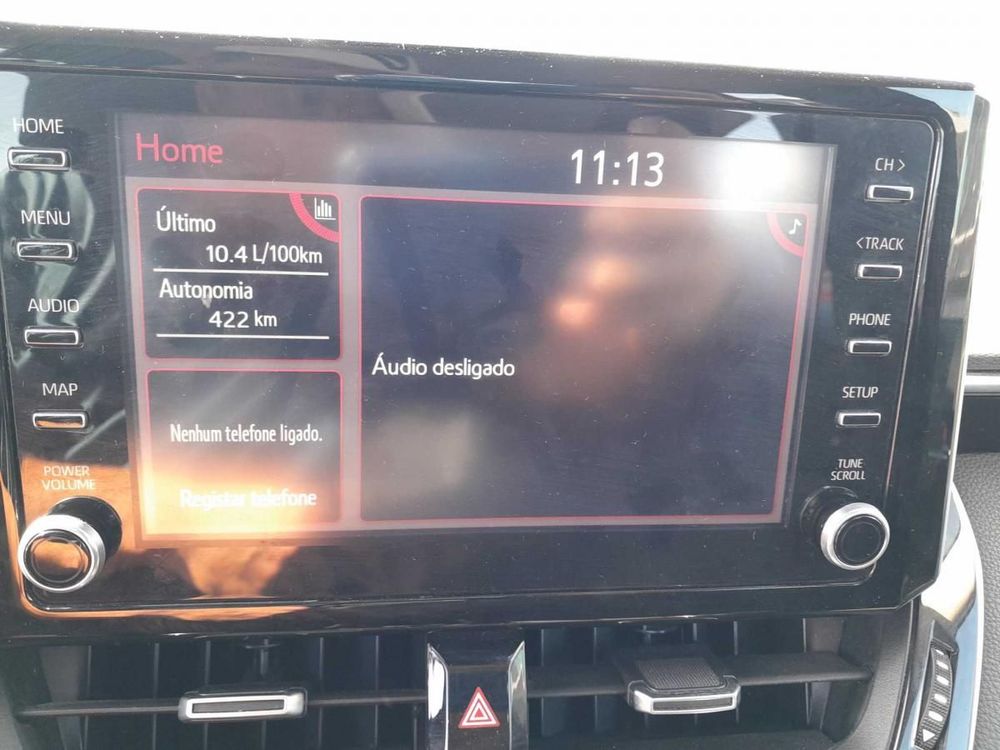 HOME
MENU
AUDIO
MAP
POWER
VOLUME
Home
11:13
Último
10.4 L/100km
Autonomia
422 km
Nenhum telefone ligado.
Registar telefone
Áudio desligado
CH >
< TRACK
PHONE
SETUP
TUNE
SCROLL